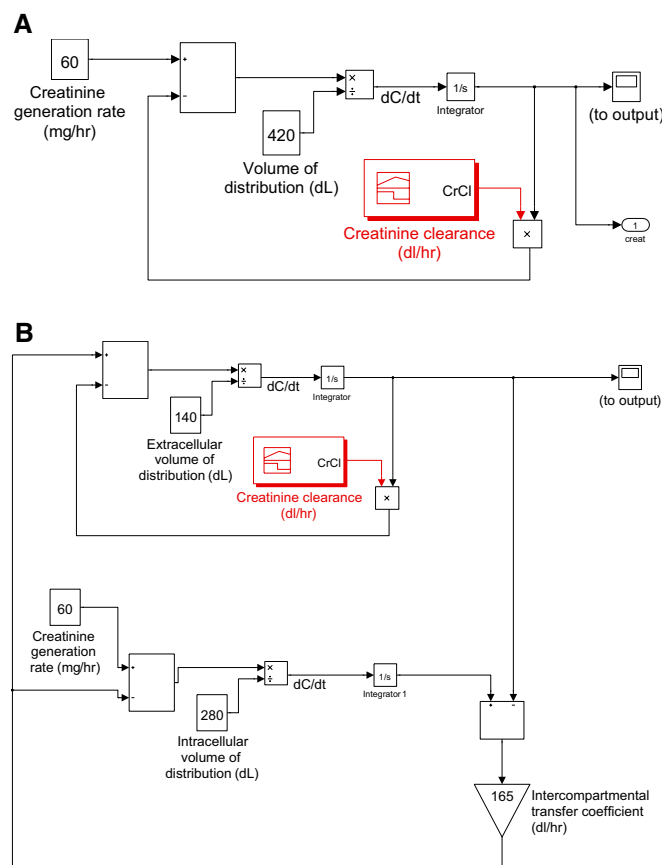 A
60
Creatinine
generation rate
(mg/hr)
+
−
420
Volume of
distribution (dL)
×
÷
dC/dt
1/s
Integrator
(to output)
CrCl
Creatinine clearance
(dl/hr)
×
1
creat
B
+
−
140
Extracellular
volume of
distribution (dL)
×
÷
dC/dt
1/s
Integrator
(to output)
CrCl
Creatinine clearance
(dl/hr)
×
60
Creatinine
generation
rate (mg/hr)
+
−
280
Intracellular
volume of
distribution (dL)
×
÷
dC/dt
1/s
Integrator 1
+ −
165
Intercompartmental
transfer coefficient
(dl/hr)